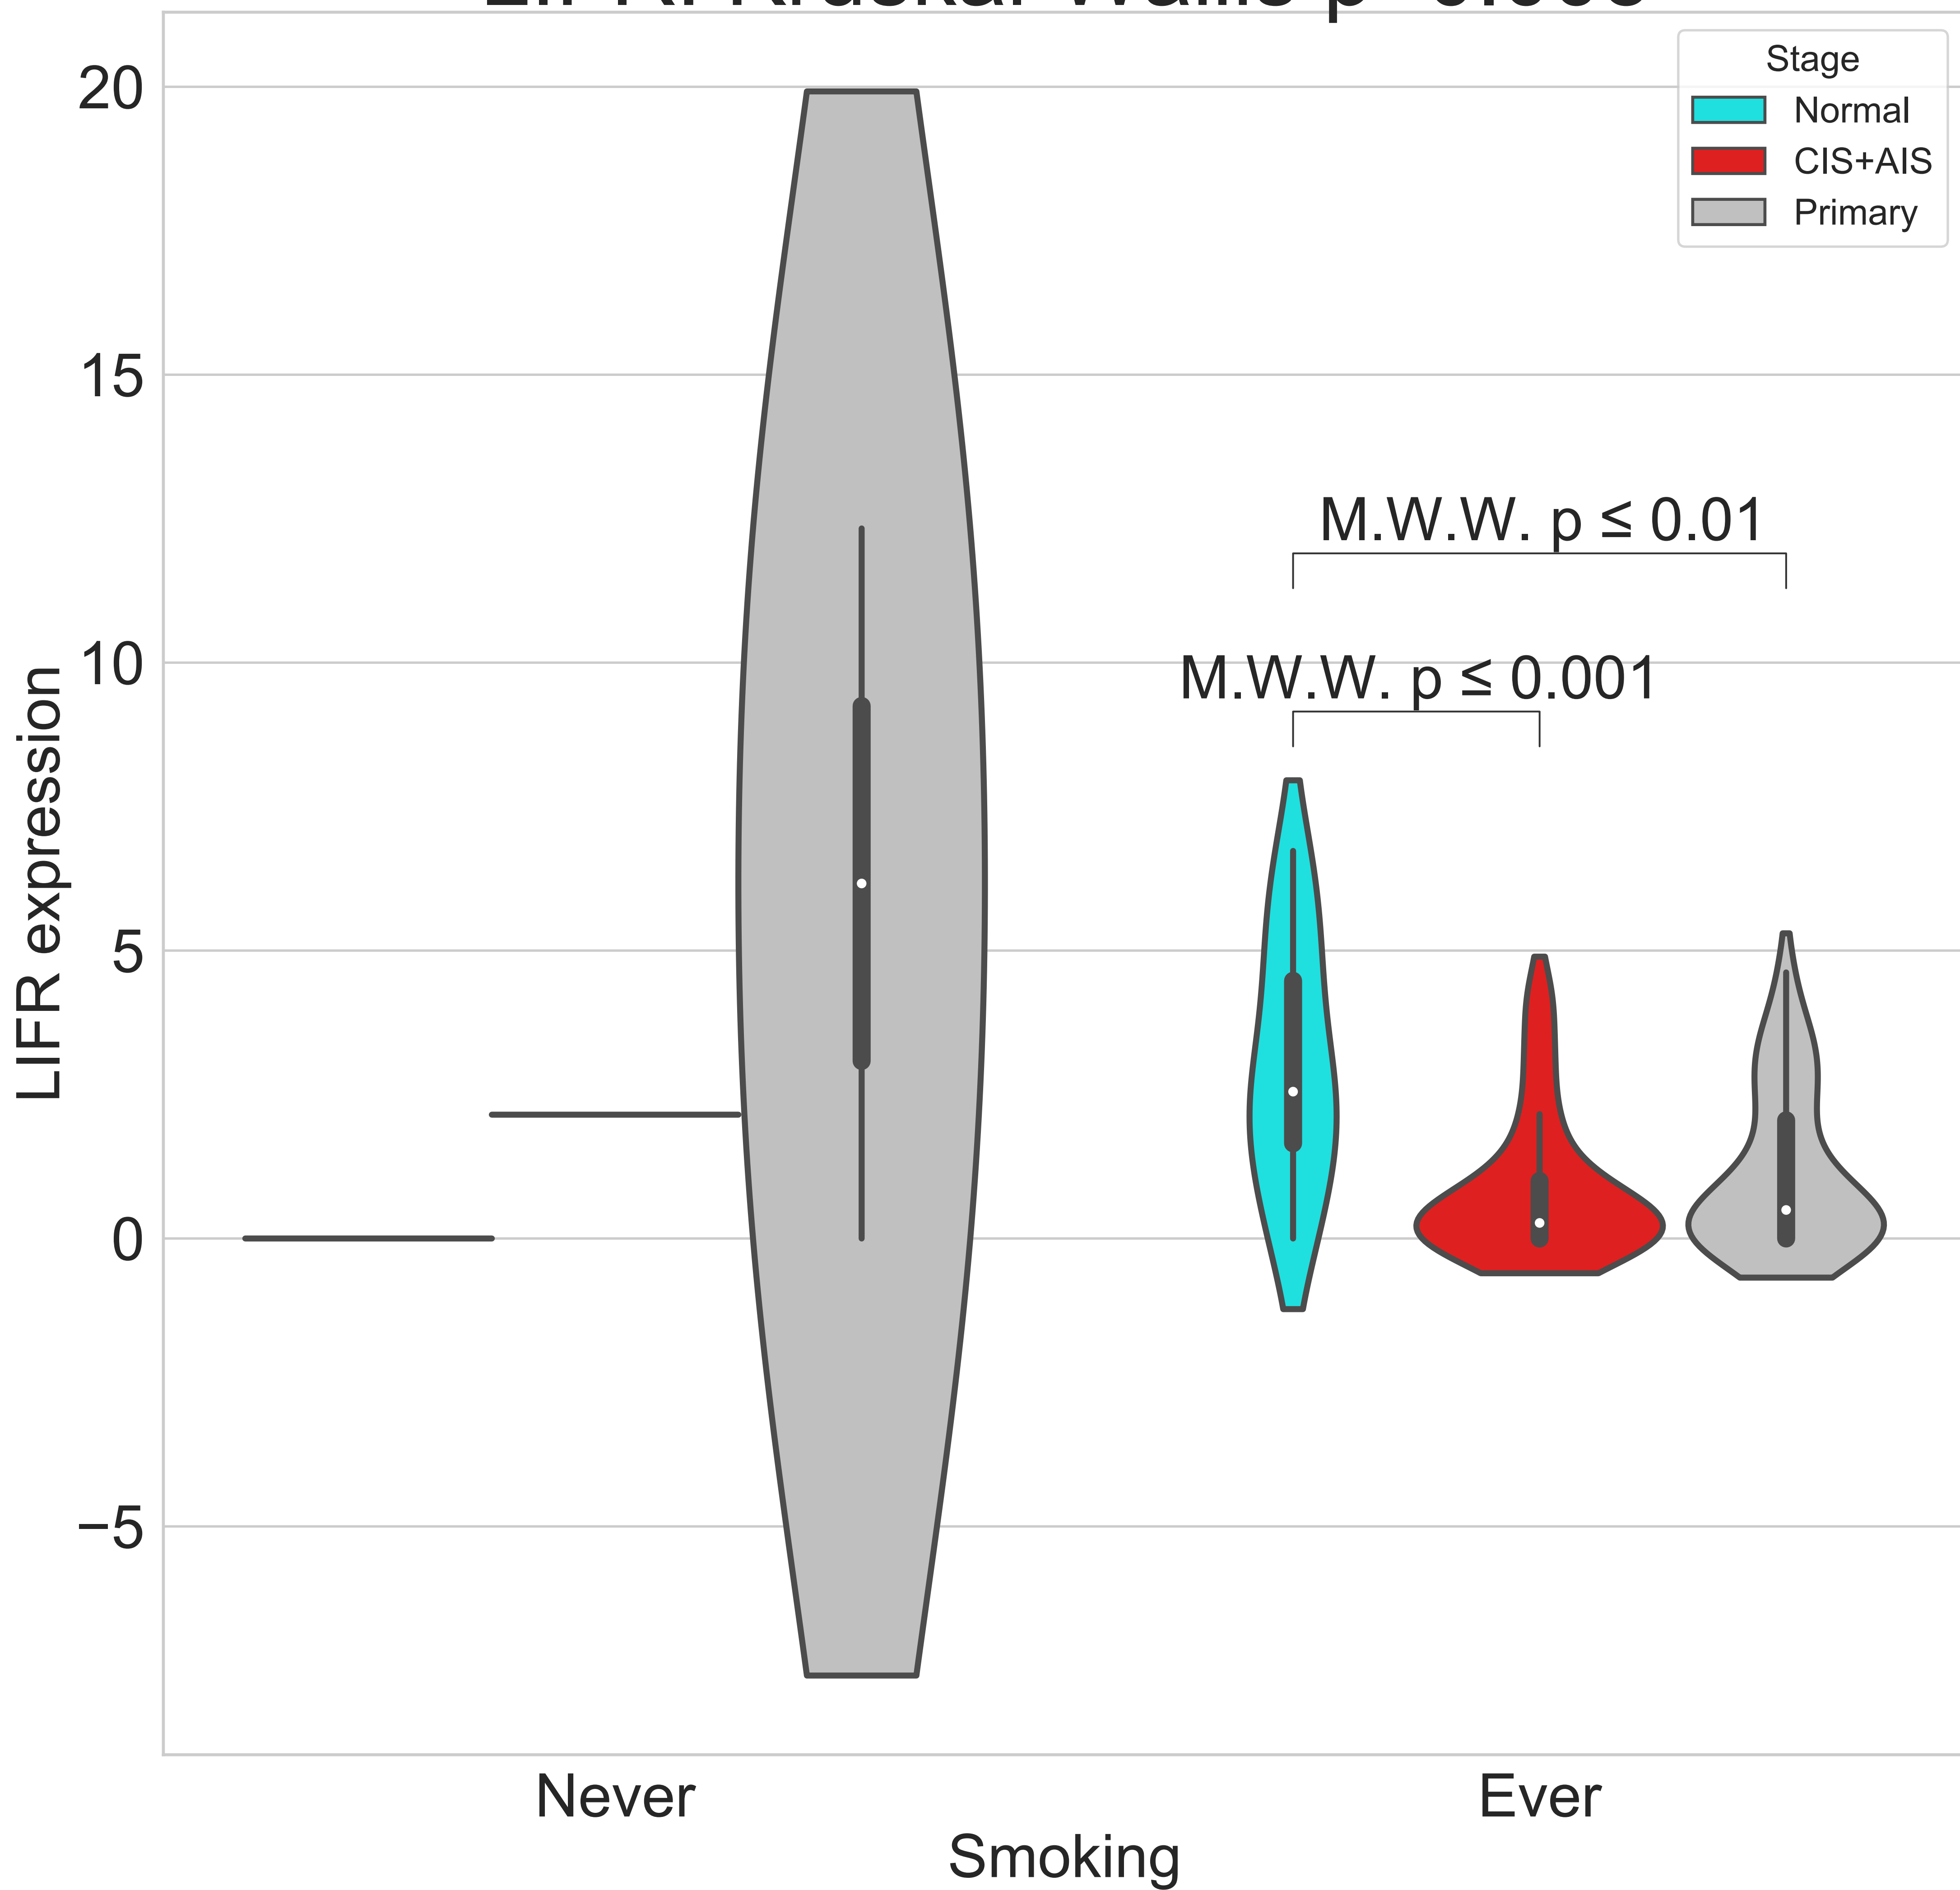 20
15
10
5
0
−5
LIFR expression
Stage
Normal
CIS+AIS
Primary
M.W.W. p ≤ 0.01
M.W.W. p ≤ 0.001
Never
Ever
Smoking